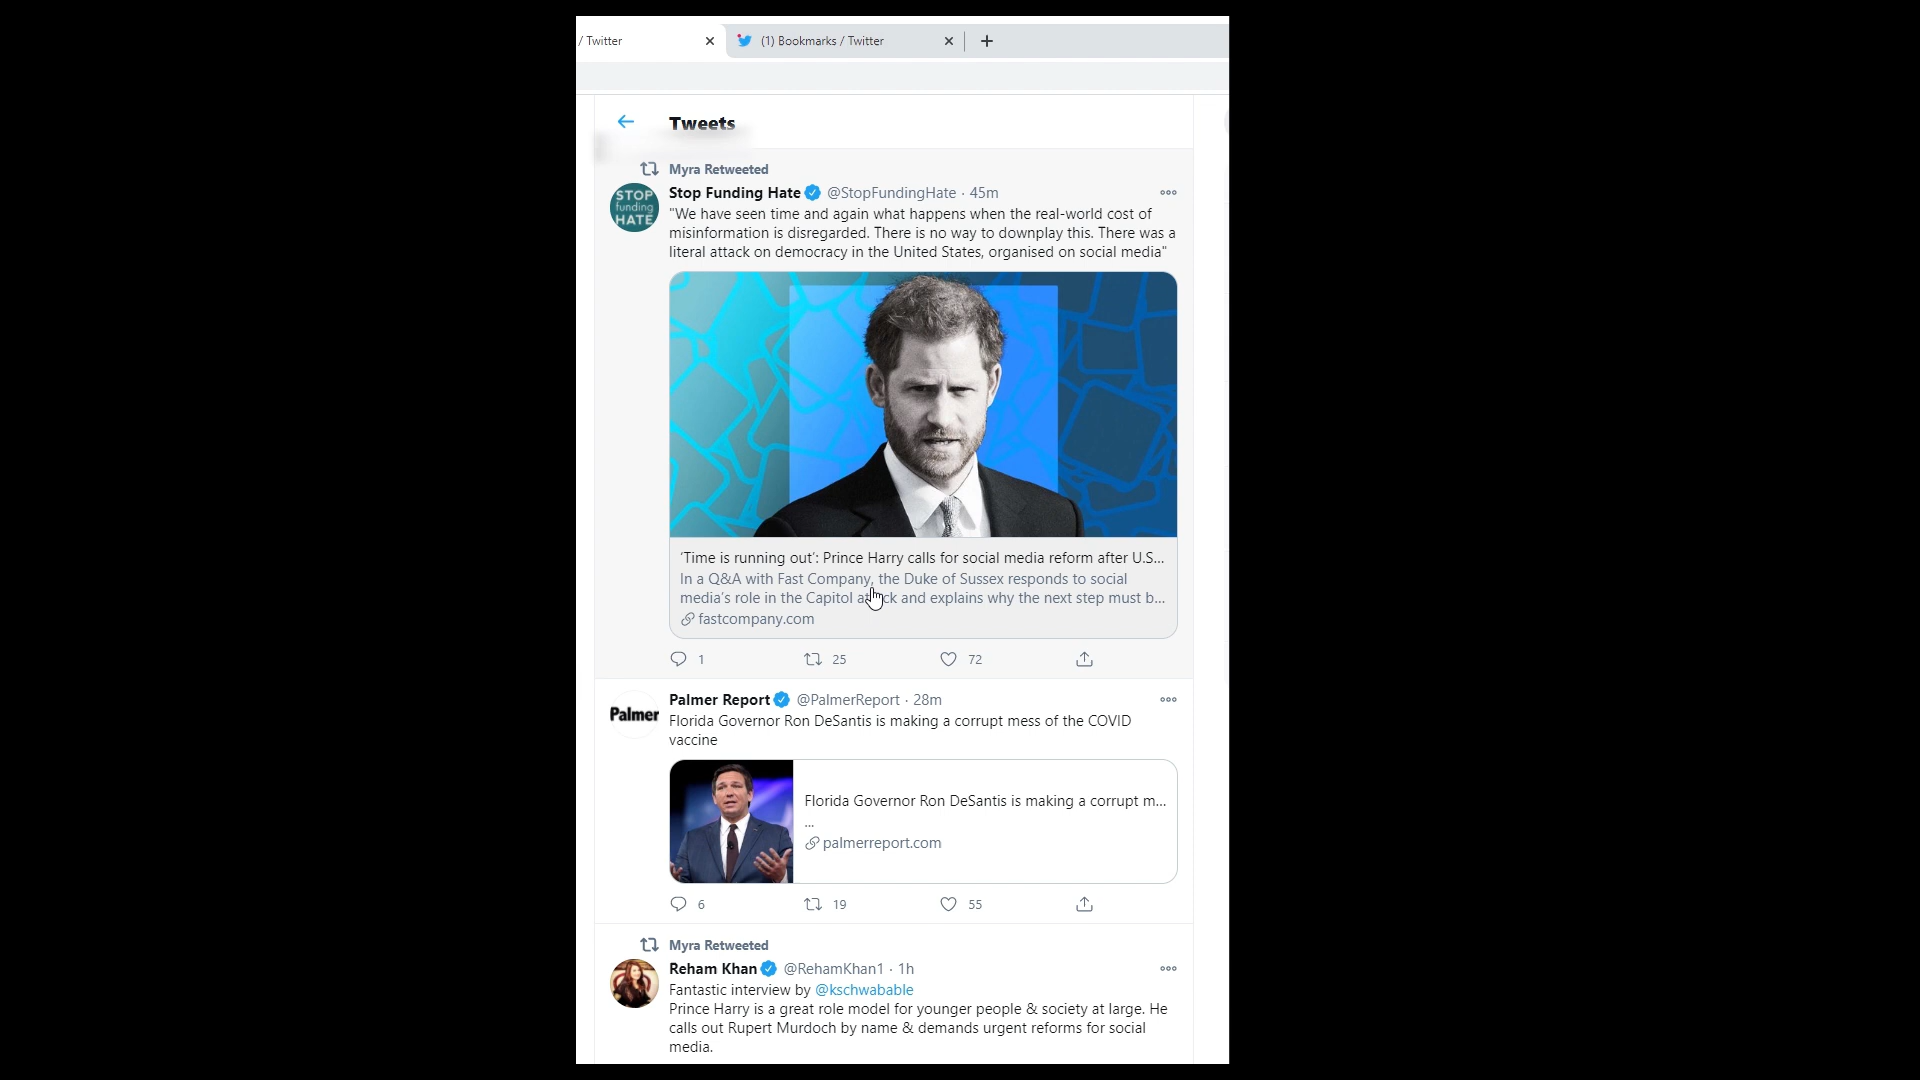 / Twitter
(1) Bookmarks / Twitter
Tweets
Myra Retweeted
Stop Funding Hate @StopFundingHate · 45m
STOP
funding
HATE
"We have seen time and again what happens when the real-world cost of
misinformation is disregarded. There is no way to downplay this. There was a
literal attack on democracy in the United States, organised on social media"
'Time is running out': Prince Harry calls for social media reform after U.S...
In a Q&A with Fast Company, the Duke of Sussex responds to social
media's role in the Capitol attack and explains why the next step must b...
fastcompany.com
1 25 72
Palmer Report @PalmerReport · 28m
Palmer
Florida Governor Ron DeSantis is making a corrupt mess of the COVID
vaccine
Florida Governor Ron DeSantis is making a corrupt m...
...
palmerreport.com
6 19 55
Myra Retweeted
Reham Khan @RehamKhan1 · 1h
Fantastic interview by @kschwabable
Prince Harry is a great role model for younger people & society at large. He
calls out Rupert Murdoch by name & demands urgent reforms for social
media.